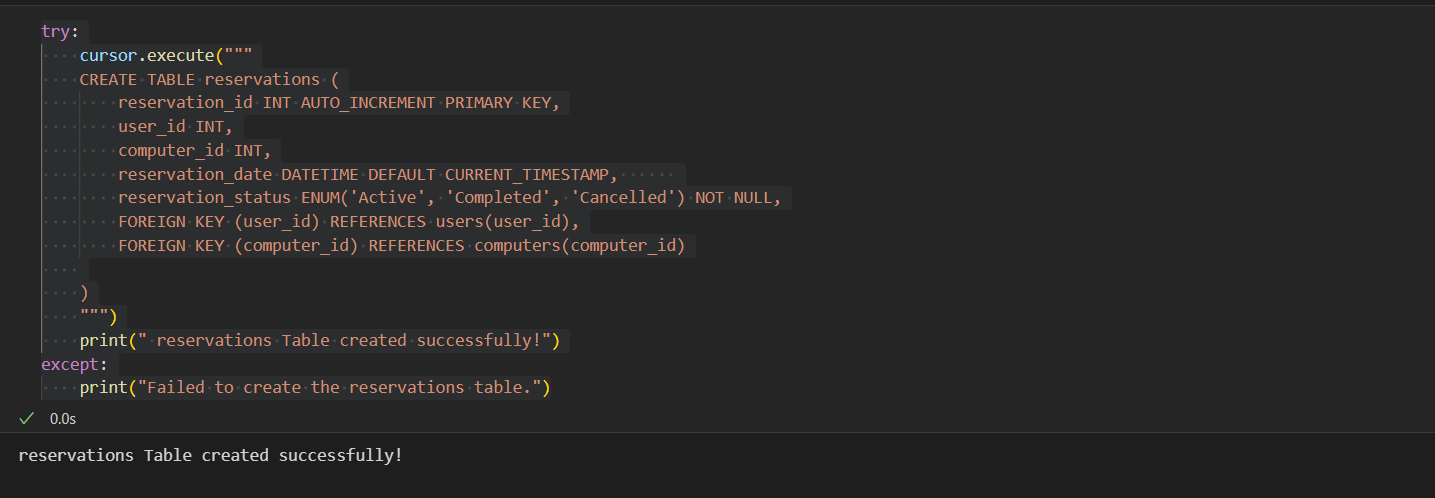 try:
    cursor.execute("""
    CREATE TABLE reservations (
        reservation_id INT AUTO_INCREMENT PRIMARY KEY,
        user_id INT,
        computer_id INT,
        reservation_date DATETIME DEFAULT CURRENT_TIMESTAMP,
        reservation_status ENUM('Active', 'Completed', 'Cancelled') NOT NULL,
        FOREIGN KEY (user_id) REFERENCES users(user_id),
        FOREIGN KEY (computer_id) REFERENCES computers(computer_id)
    )
    """)
    print(" reservations Table created successfully!")
except:
    print("Failed to create the reservations table.")
0.0s
reservations Table created successfully!